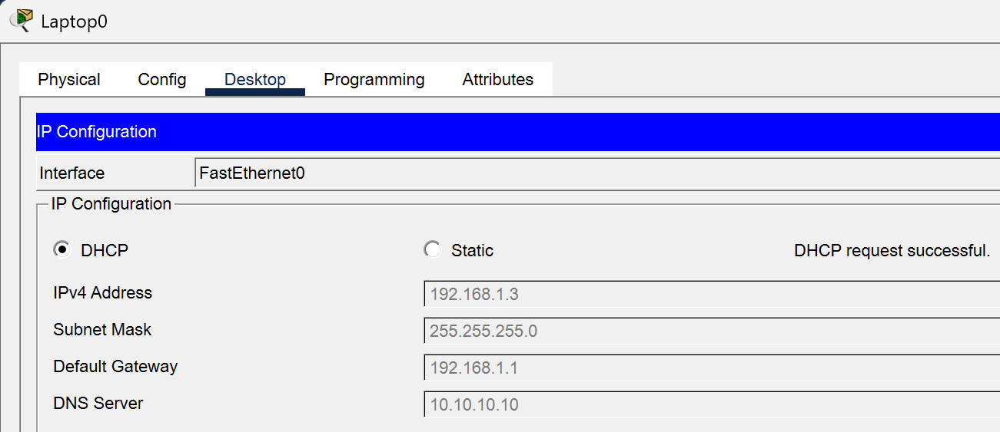 Laptop0
Physical Config Desktop Programming Attributes
IP Configuration
Interface FastEthernet0
IP Configuration
DHCP Static DHCP request successful.
IPv4 Address 192.168.1.3
Subnet Mask 255.255.255.0
Default Gateway 192.168.1.1
DNS Server 10.10.10.10